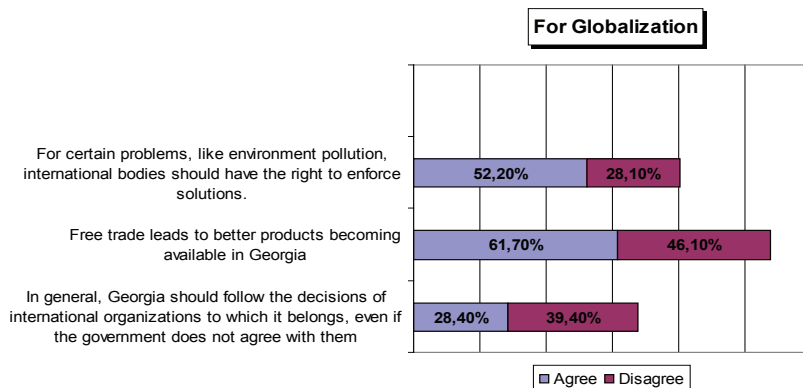 For Globalization
For certain problems, like environment pollution,
international bodies should have the right to enforce
solutions.
52,20% 28,10%
Free trade leads to better products becoming
available in Georgia
61,70% 46,10%
In general, Georgia should follow the decisions of
international organizations to which it belongs, even if
the government does not agree with them
28,40% 39,40%
Agree Disagree